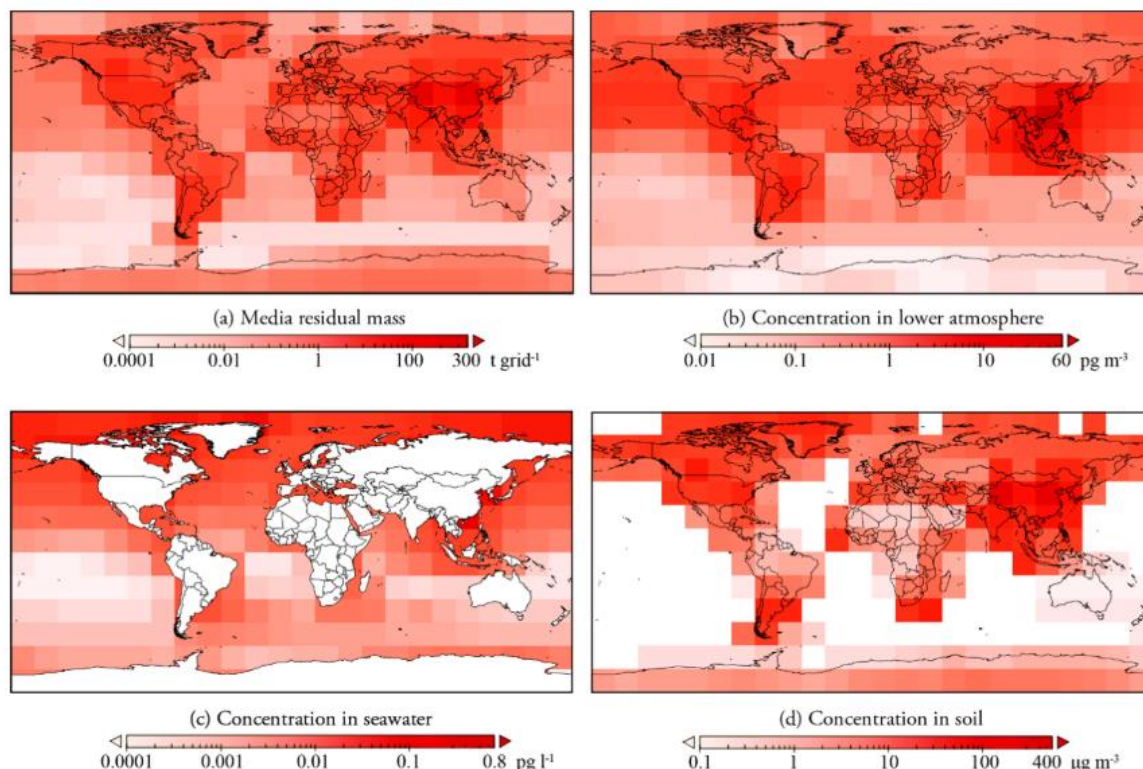 (a) Media residual mass
0.0001 0.01 1 100 300 t grid-1
(b) Concentration in lower atmosphere
0.01 0.1 1 10 60 pg m-3
(c) Concentration in seawater
0.0001 0.001 0.01 0.1 0.8 pg l-1
(d) Concentration in soil
0.1 1 10 100 400 μg m-3